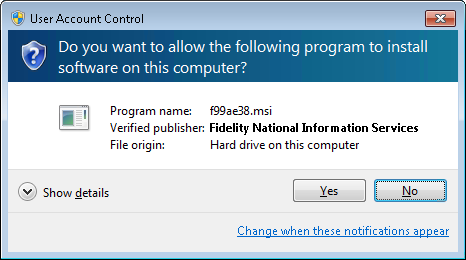 User Account Control
Do you want to allow the following program to install
software on this computer?
Program name: f99ae38.msi
Verified publisher: Fidelity National Information Services
File origin: Hard drive on this computer
Show details
Yes
No
Change when these notifications appear